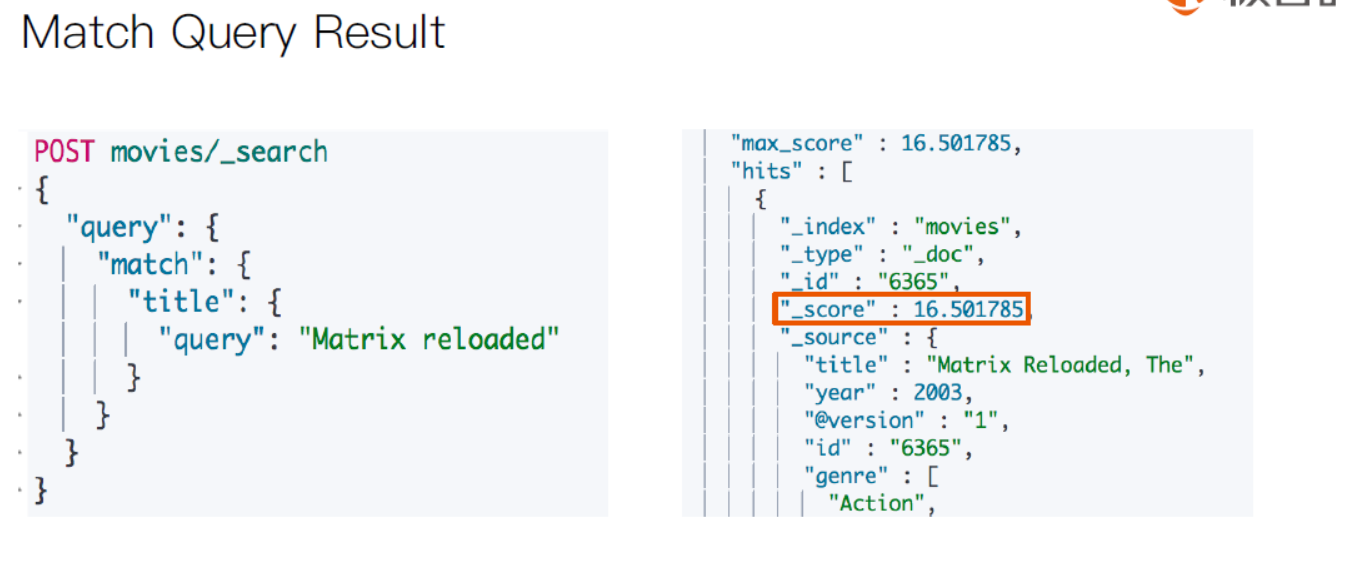 Match Query Result
POST movies/_search
{
"query": {
"match": {
"title": {
"query": "Matrix reloaded"
}
}
}
}
"max_score" : 16.501785,
"hits" : [
{
"_index" : "movies",
"_type" : "_doc",
"_id" : "6365",
"_score" : 16.501785,
"_source" : {
"title" : "Matrix Reloaded, The",
"year" : 2003,
"@version" : "1",
"id" : "6365",
"genre" : [
"Action",